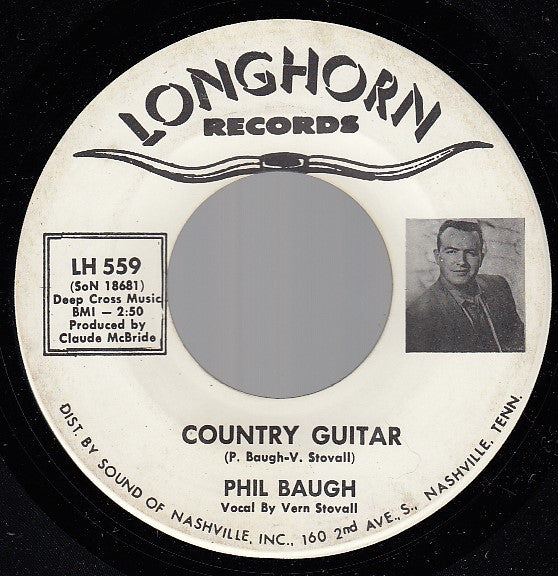 LONGHORN
RECORDS
LH 559
(SoN 18681)
Deep Cross Music
BMI — 2:50
Produced by
Claude McBride
COUNTRY GUITAR
(P. Baugh-V. Stovall)
PHIL BAUGH
Vocal By Vern Stovall
DIST. BY SOUND OF NASHVILLE, INC., 160 2nd AVE., S., NASHVILLE, TENN.